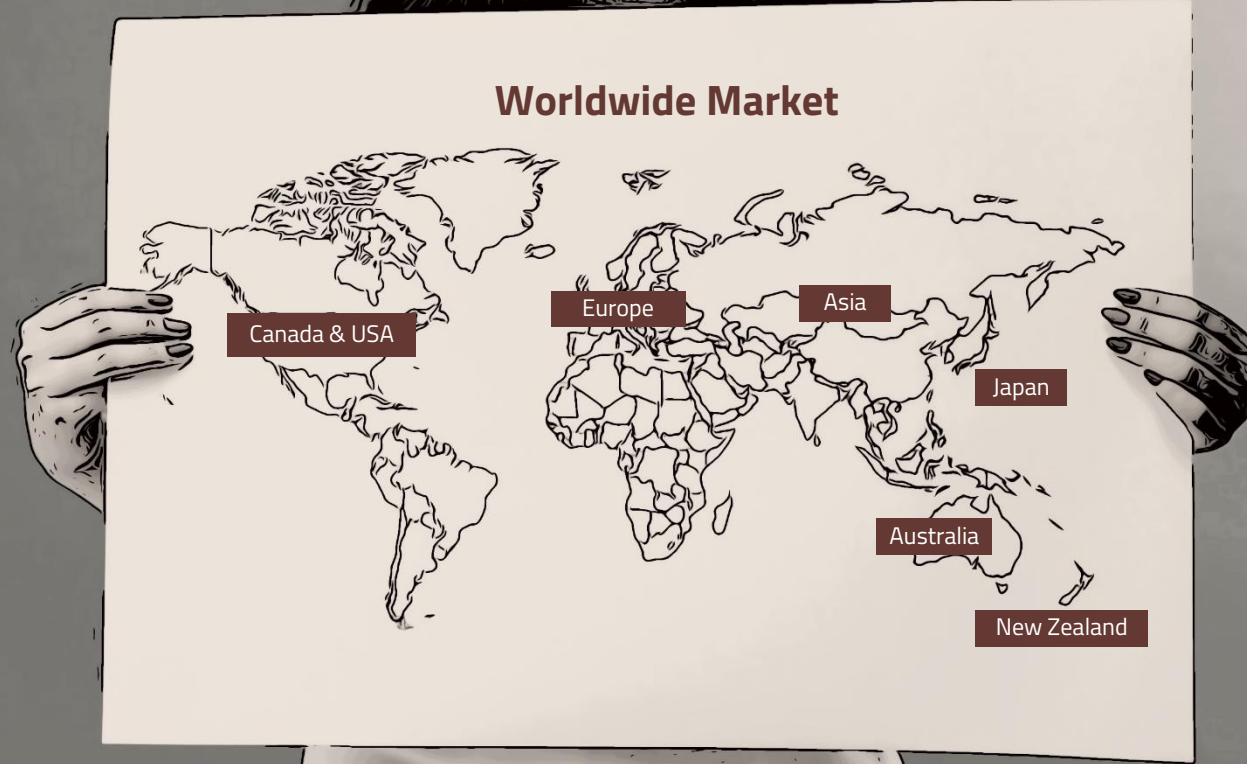 Worldwide Market
Canada & USA
Europe
Asia
Japan
Australia
New Zealand